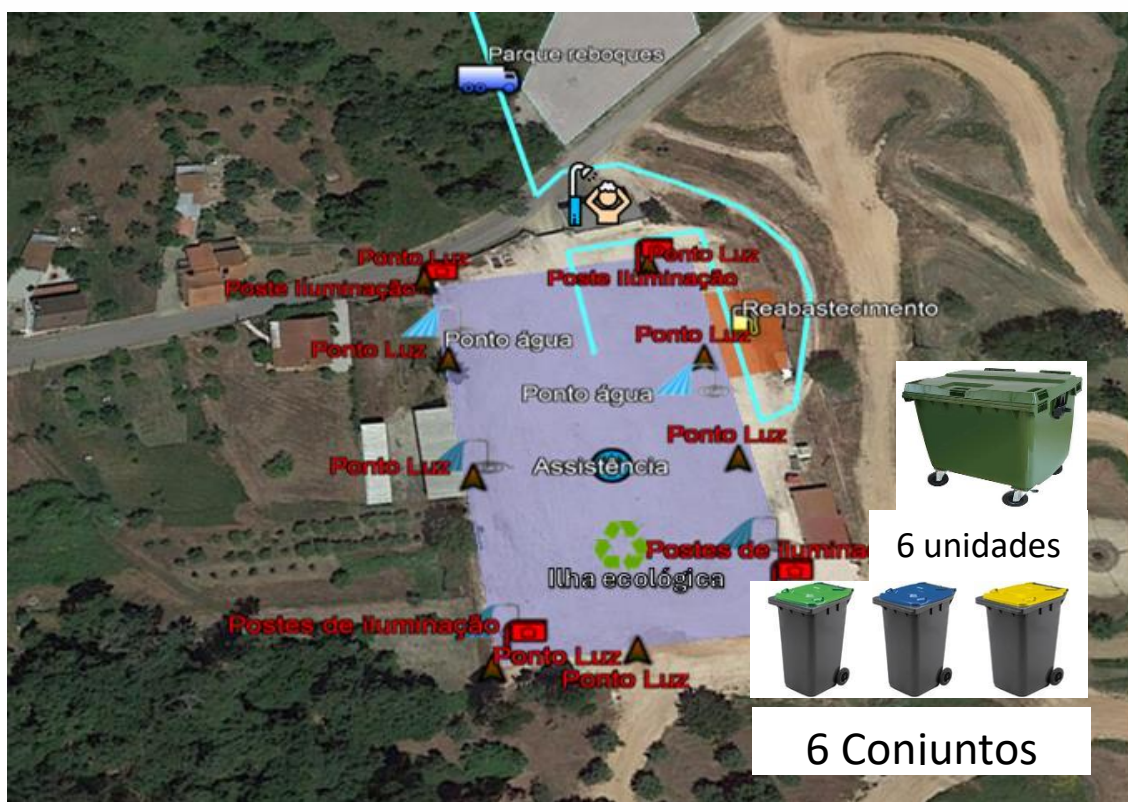 Parque reboques
Ponto Luz
Ponto Luz
Poste Iluminação
Poste Iluminação
Reabastecimento
Ponto água
Ponto Luz
Ponto Luz
Ponto água
Ponto Luz
Ponto Luz
Assistência
6 unidades
Postes de ilumina
Ilha ecológica
Postes de iluminação
Ponto Luz
Ponto Luz
6 Conjuntos